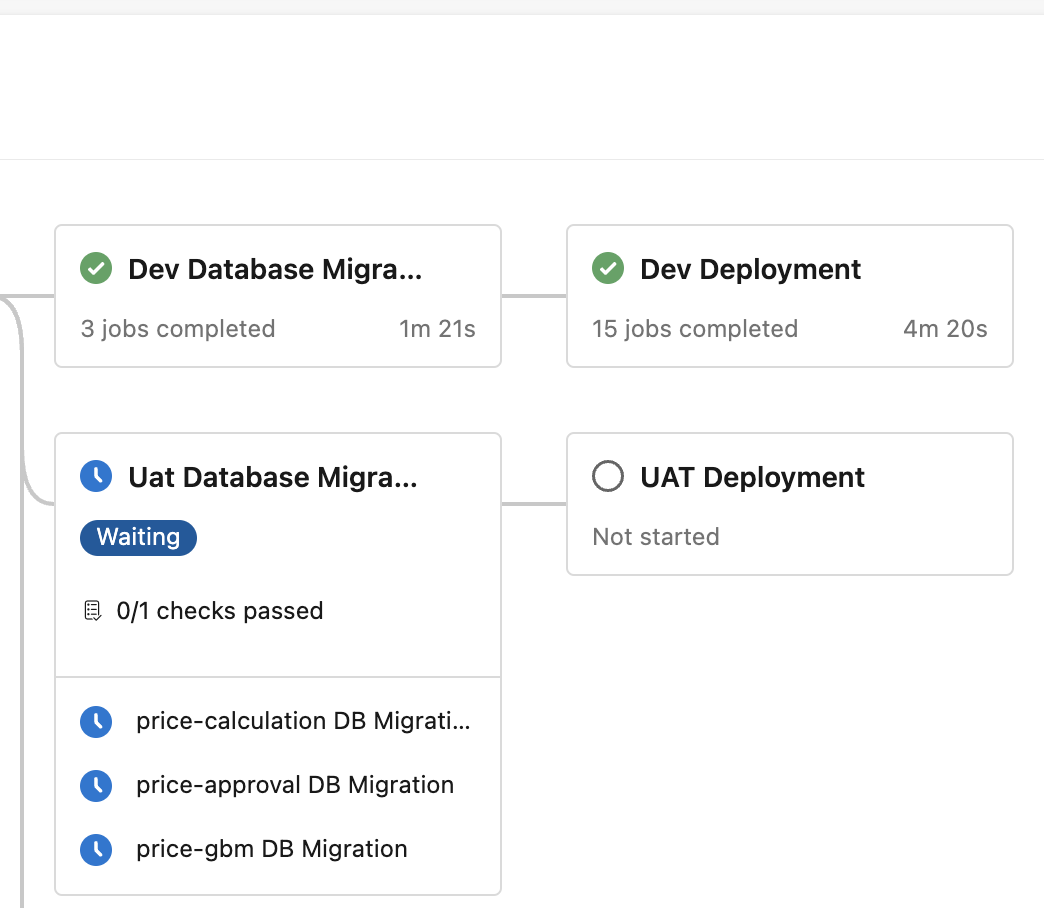 Dev Database Migra...
3 jobs completed 1m 21s
Dev Deployment
15 jobs completed 4m 20s
Uat Database Migra...
Waiting
0/1 checks passed
price-calculation DB Migrati...
price-approval DB Migration
price-gbm DB Migration
UAT Deployment
Not started